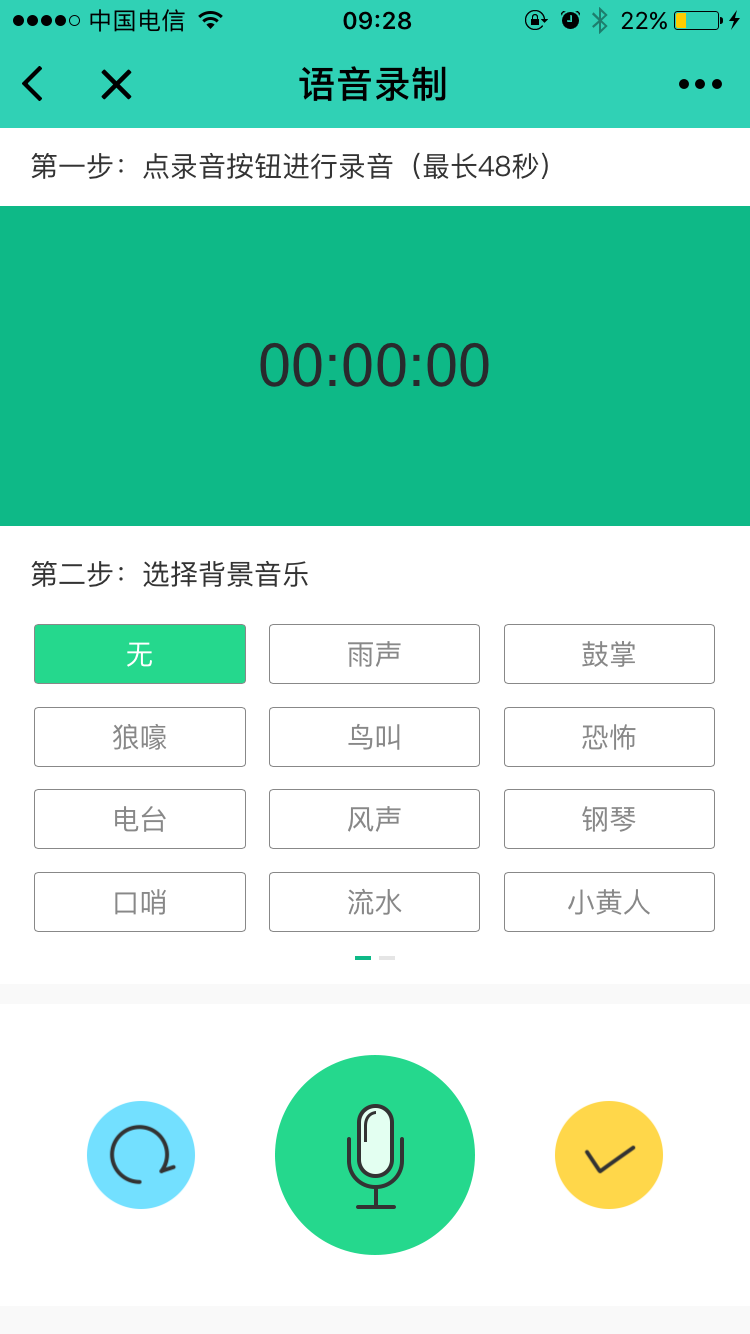 中国电信 09:28 22%
语音录制
第一步：点录音按钮进行录音（最长48秒）
00:00:00
第二步：选择背景音乐
无 雨声 鼓掌
狼嚎 鸟叫 恐怖
电台 风声 钢琴
口哨 流水 小黄人